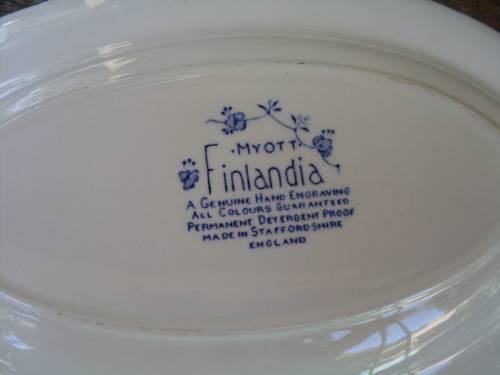 ·MYOTT·
Finlandia
A GENUINE HAND ENGRAVING
ALL COLOURS GUARANTEED
PERMANENT DETERGENT PROOF
MADE IN STAFFORDSHIRE
ENGLAND